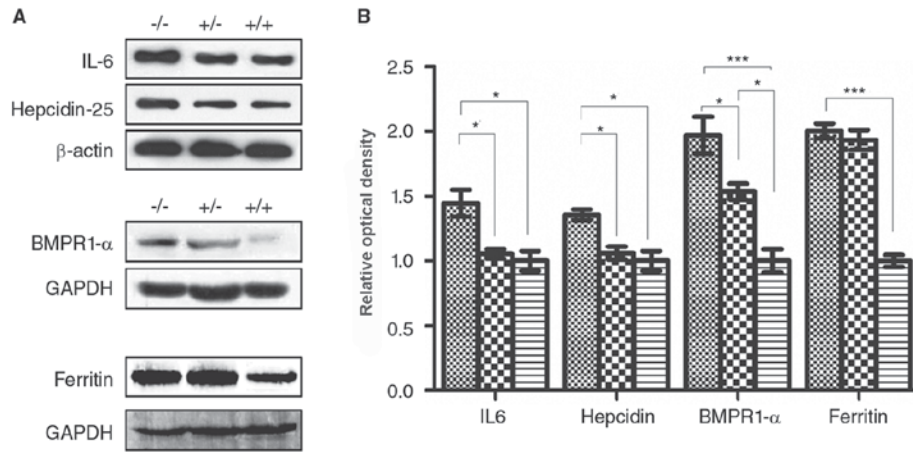 A
-/- +/- +/+
IL-6
Hepcidin-25
β-actin
-/- +/- +/+
BMPR1-α
GAPDH
Ferritin
GAPDH
B
Relative optical density
2.5
2.0
1.5
1.0
0.5
0.0
* *
* *
*** * *
***
IL6 Hepcidin BMPR1-α Ferritin